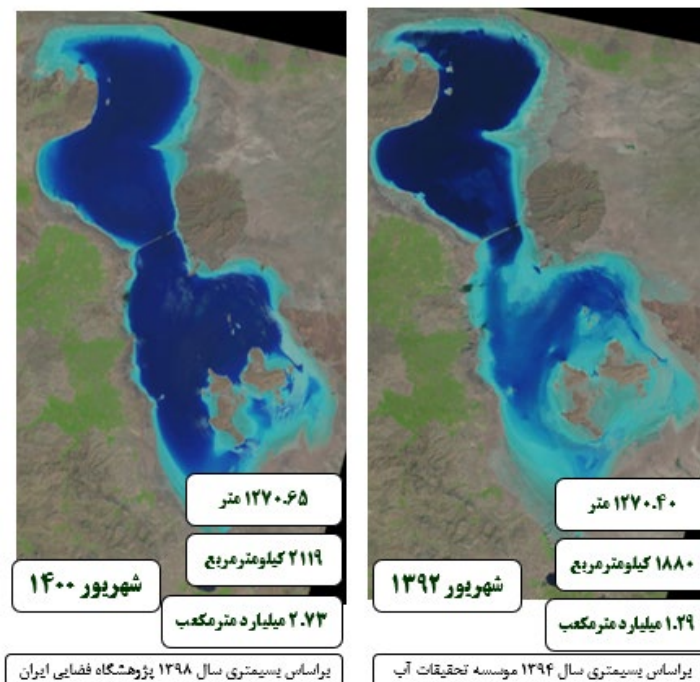 ۱۲۷۰.۶۵ متر
۲۱۱۹ کیلومترمربع
شهریور ۱۴۰۰
۲.۷۳ میلیارد مترمکعب
براساس بسیمتری سال ۱۳۹۸ پژوهشگاه فضایی ایران
۱۲۷۰.۴۰ متر
۱۸۸۰ کیلومترمربع
شهریور ۱۳۹۲
۱.۲۹ میلیارد مترمکعب
براساس بسیمتری سال ۱۳۹۴ موسسه تحقیقات آب